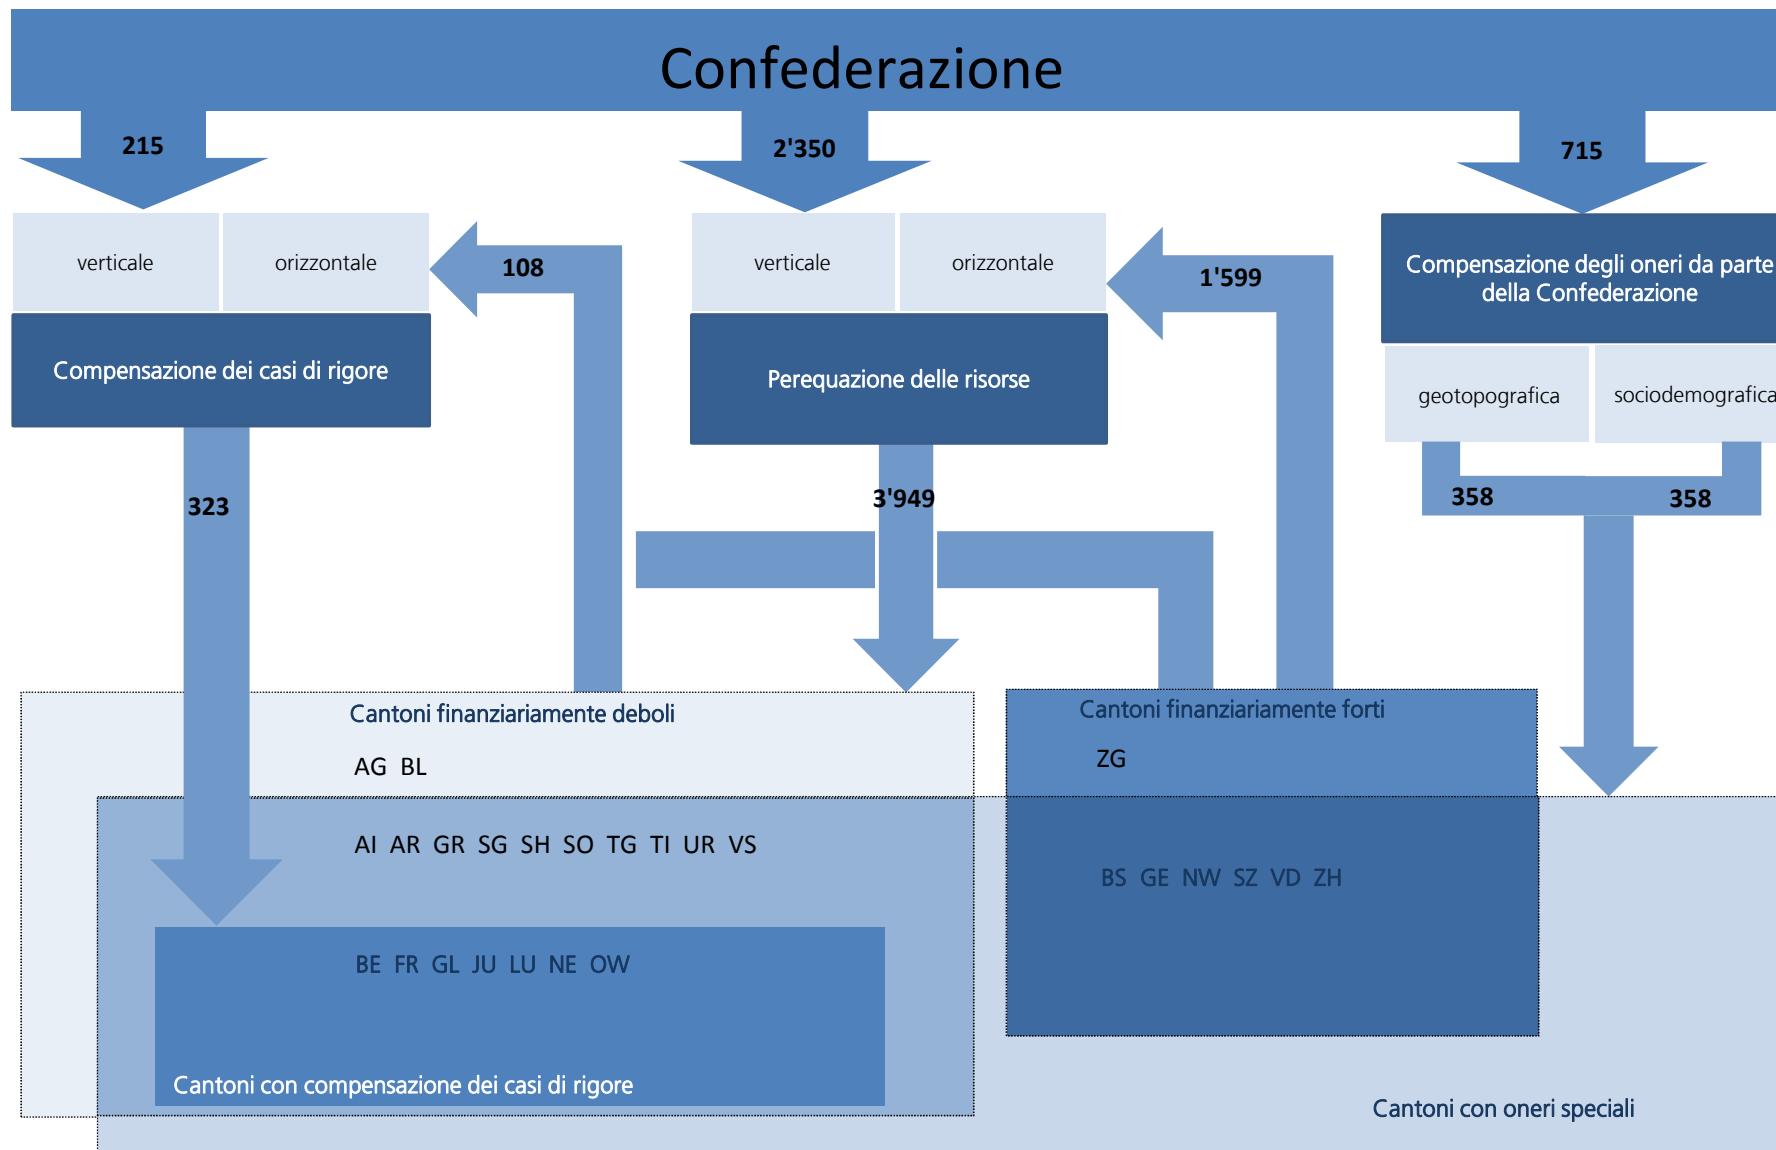 Confederazione
215
2'350
715
verticale
orizzontale
108
verticale
orizzontale
1'599
Compensazione degli oneri da parte
della Confederazione
Compensazione dei casi di rigore
Perequazione delle risorse
geotopografica
sociodemografica
323
3'949
358
358
Cantoni finanziariamente deboli
AG BL
Cantoni finanziariamente forti
ZG
AI AR GR SG SH SO TG TI UR VS
BS GE NW SZ VD ZH
BE FR GL JU LU NE OW
Cantoni con compensazione dei casi di rigore
Cantoni con oneri speciali